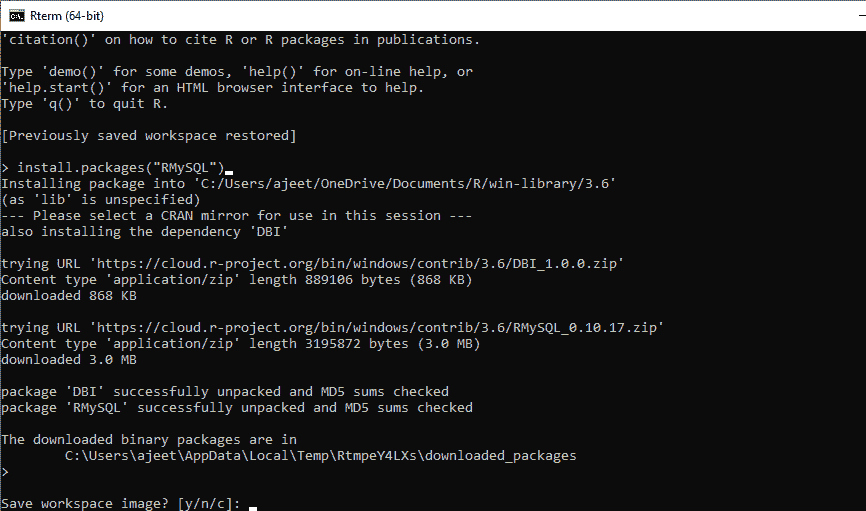 Rterm (64-bit)
'citation()' on how to cite R or R packages in publications.
Type 'demo()' for some demos, 'help()' for on-line help, or
'help.start()' for an HTML browser interface to help.
Type 'q()' to quit R.
[Previously saved workspace restored]
> install.packages("RMySQL")
Installing package into 'C:/Users/ajeet/OneDrive/Documents/R/win-library/3.6'
(as 'lib' is unspecified)
--- Please select a CRAN mirror for use in this session ---
also installing the dependency 'DBI'
trying URL 'https://cloud.r-project.org/bin/windows/contrib/3.6/DBI_1.0.0.zip'
Content type 'application/zip' length 889106 bytes (868 KB)
downloaded 868 KB
trying URL 'https://cloud.r-project.org/bin/windows/contrib/3.6/RMySQL_0.10.17.zip'
Content type 'application/zip' length 3195872 bytes (3.0 MB)
downloaded 3.0 MB
package 'DBI' successfully unpacked and MD5 sums checked
package 'RMySQL' successfully unpacked and MD5 sums checked
The downloaded binary packages are in
C:\Users\ajeet\AppData\Local\Temp\RtmpeY4LXs\downloaded_packages
>
Save workspace image? [y/n/c]: